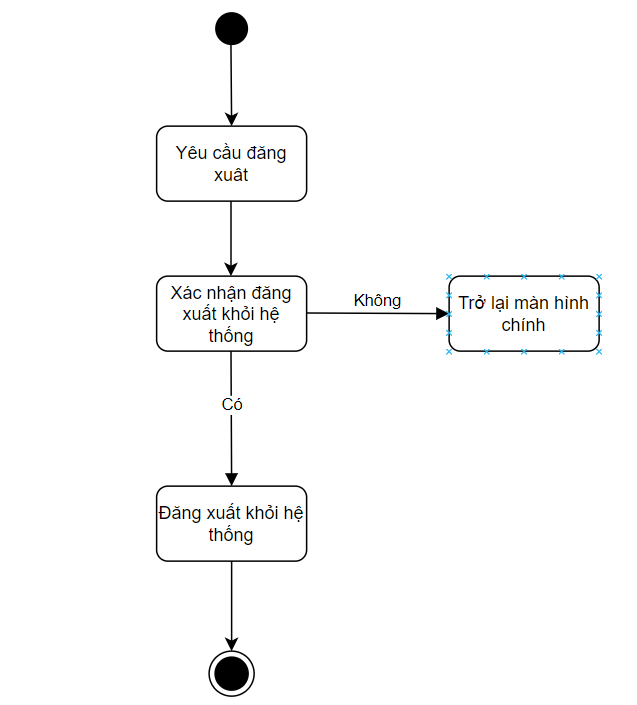 Yêu cầu đăng
xuât
Xác nhận đăng
xuất khỏi hệ
thống
Không
Trở lại màn hình
chính
Có
Đăng xuất khỏi hệ
thống